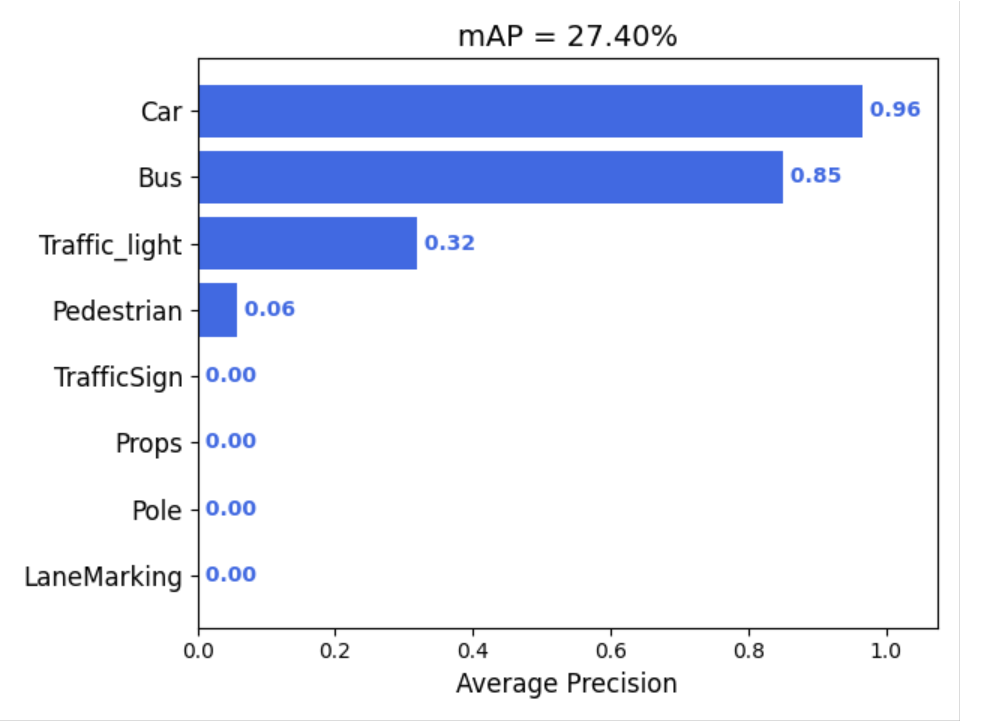 mAP = 27.40%
Car 0.96
Bus 0.85
Traffic_light 0.32
Pedestrian 0.06
TrafficSign 0.00
Props 0.00
Pole 0.00
LaneMarking 0.00
0.0 0.2 0.4 0.6 0.8 1.0
Average Precision